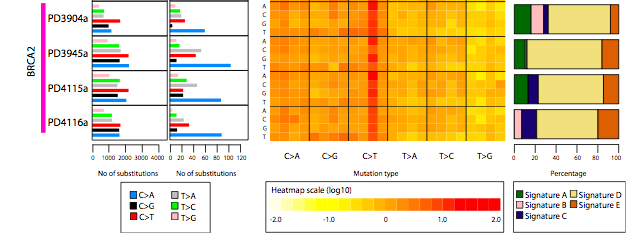 BRCA2
PD3904a
PD3945a
PD4115a
PD4116a
A
C
G
T
A
C
G
T
A
C
G
T
A
C
G
T
0 1000 2000 3000 4000
0 20 40 60 80 100 120
C>A C>G C>T T>A T>C T>G
0 20 40 60 80 100
No of substitutions
No of substitutions
Mutation type
Percentage
C>A T>A
C>G T>C
C>T T>G
Heatmap scale (log10)
-2.0 -1.0 0 1.0 2.0
Signature A Signature D
Signature B Signature E
Signature C